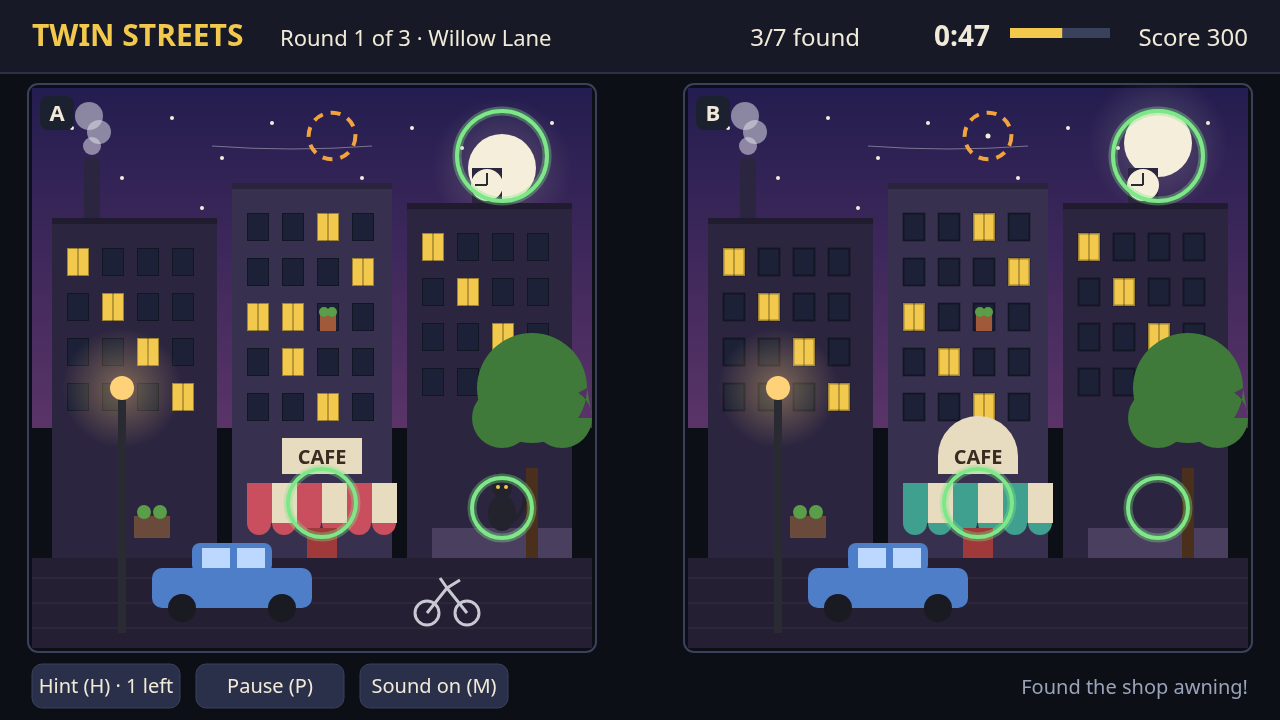 TWIN STREETS
Round 1 of 3 · Willow Lane
3/7 found
0:47
Score 300
A
B
CAFE
CAFE
Hint (H) · 1 left
Pause (P)
Sound on (M)
Found the shop awning!